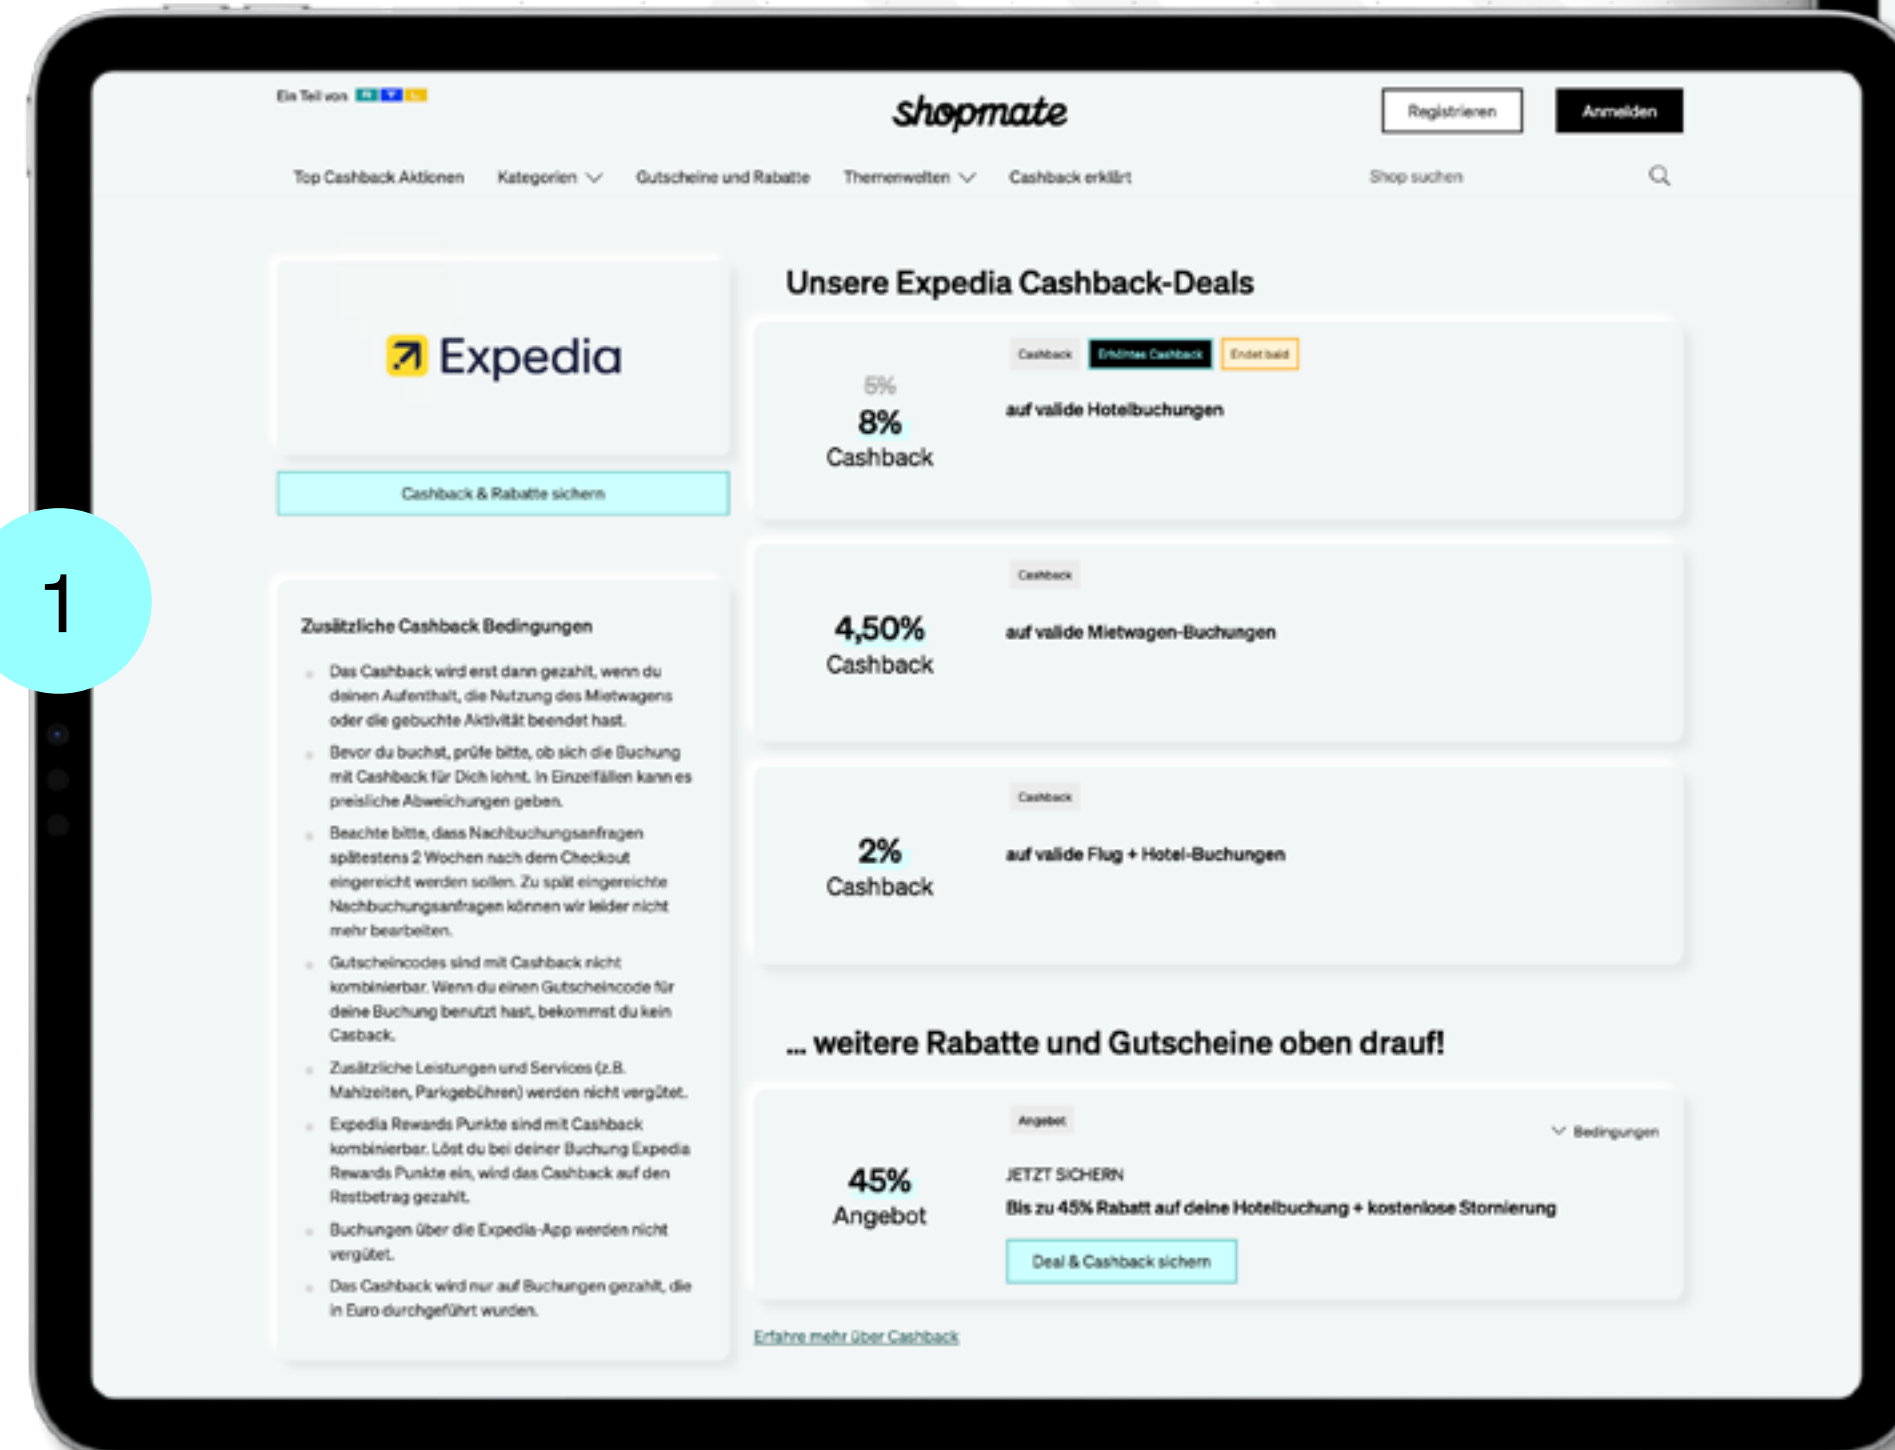 Ein Teil von RTL
shopmate
Registrieren
Anmelden
Top Cashback Aktionen
Kategorien
Gutscheine und Rabatte
Themenwelten
Cashback erklärt
Shop suchen
Expedia
Cashback & Rabatte sichern
1
Zusätzliche Cashback Bedingungen
Das Cashback wird erst dann gezahlt, wenn du
deinen Aufenthalt, die Nutzung des Mietwagens
oder die gebuchte Aktivität beendet hast.
Bevor du buchst, prüfe bitte, ob sich die Buchung
mit Cashback für Dich lohnt. In Einzelfällen kann es
preisliche Abweichungen geben.
Beachte bitte, dass Nachbuchungsanfragen
spätestens 2 Wochen nach dem Checkout
eingereicht werden sollen. Zu spät eingereichte
Nachbuchungsanfragen können wir leider nicht
mehr bearbeiten.
Gutscheincodes sind mit Cashback nicht
kombinierbar. Wenn du einen Gutscheincode für
deine Buchung benutzt hast, bekommst du kein
Casback.
Zusätzliche Leistungen und Services (z.B.
Mahlzeiten, Parkgebühren) werden nicht vergütet.
Expedia Rewards Punkte sind mit Cashback
kombinierbar. Löst du bei deiner Buchung Expedia
Rewards Punkte ein, wird das Cashback auf den
Restbetrag gezahlt.
Buchungen über die Expedia-App werden nicht
vergütet.
Das Cashback wird nur auf Buchungen gezahlt, die
in Euro durchgeführt wurden.
Unsere Expedia Cashback-Deals
Cashback
Erhöhtes Cashback
Endet bald
5%
8%
Cashback
auf valide Hotelbuchungen
Cashback
4,50%
Cashback
auf valide Mietwagen-Buchungen
Cashback
2%
Cashback
auf valide Flug + Hotel-Buchungen
... weitere Rabatte und Gutscheine oben drauf!
Angebot
Bedingungen
45%
Angebot
JETZT SICHERN
Bis zu 45% Rabatt auf deine Hotelbuchung + kostenlose Stornierung
Deal & Cashback sichern
Erfahre mehr über Cashback